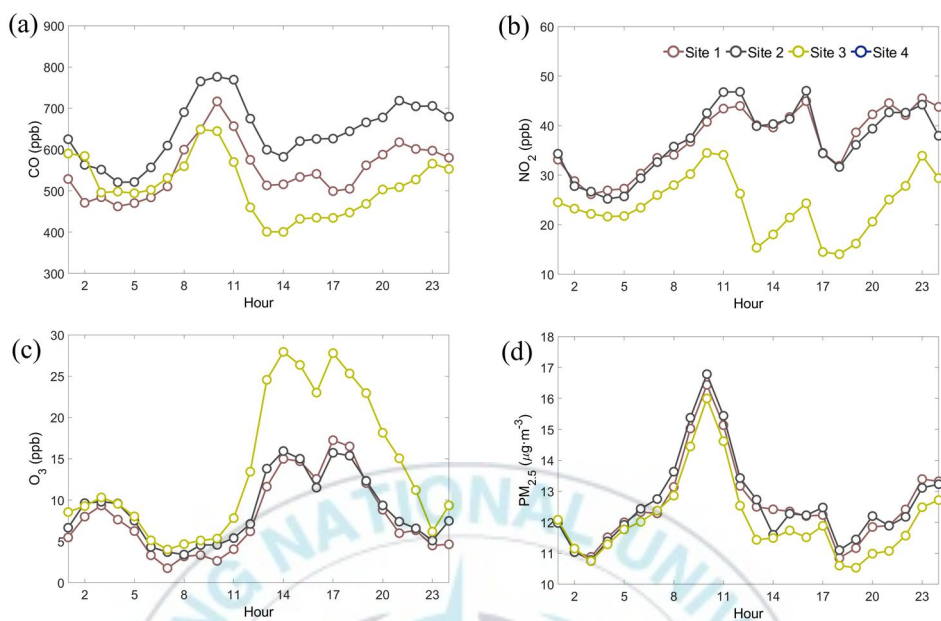 (a)
900
800
700
600
500
400
300
CO (ppb)
2 5 8 11 14 17 20 23
Hour
(b)
Site 1 Site 2 Site 3 Site 4
60
50
40
30
20
10
NO2 (ppb)
2 5 8 11 14 17 20 23
Hour
(c)
30
25
20
15
10
5
0
O3 (ppb)
2 5 8 11 14 17 20 23
Hour
(d)
18
17
16
15
14
13
12
11
10
PM2.5 (μg·m-3)
2 5 8 11 14 17 20 23
Hour
NG NATIONAL UNIV